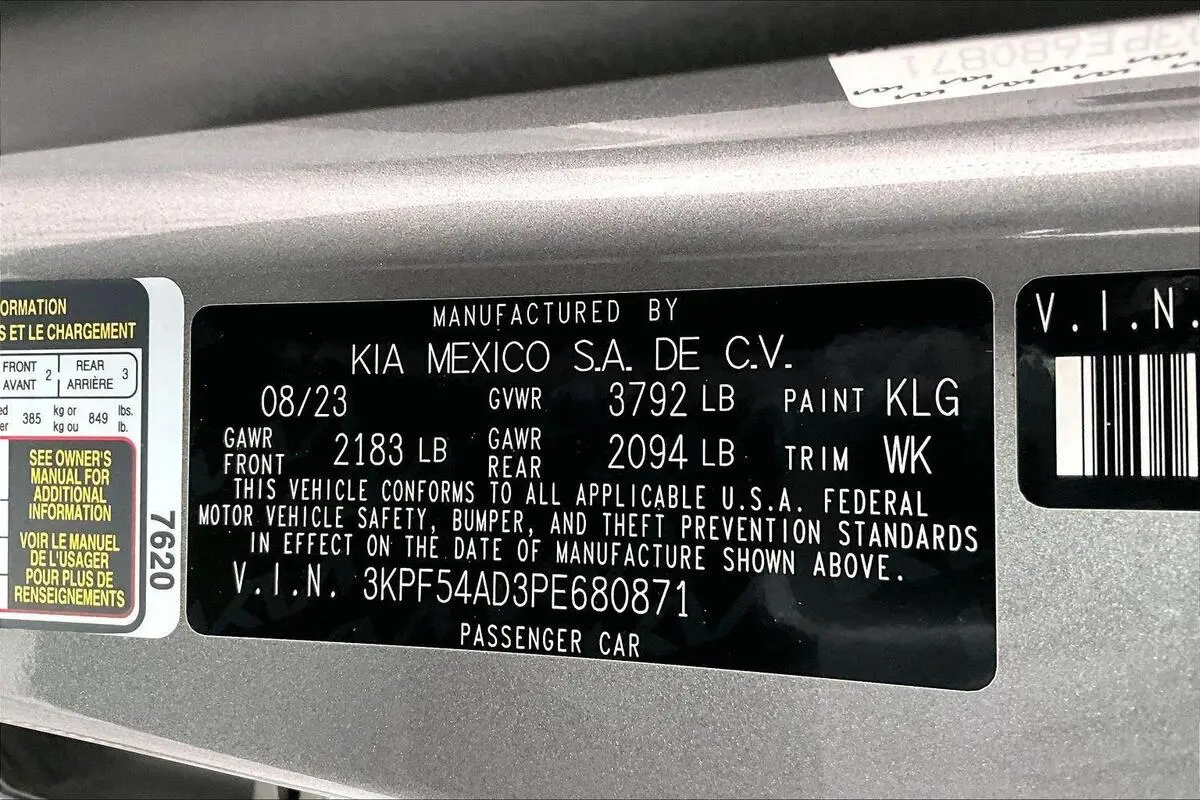 3PE680871
ORMATION
S ET LE CHARGEMENT
FRONT
AVANT 2
REAR
ARRIÈRE 3
385 kg or
kg ou 849 lbs.
lb.
SEE OWNER'S
MANUAL FOR
ADDITIONAL
INFORMATION
VOIR LE MANUEL
DE L'USAGER
POUR PLUS DE
RENSEIGNEMENTS
7620
MANUFACTURED BY
KIA MEXICO S.A. DE C.V.
08/23 GVWR 3792 LB PAINT KLG
GAWR
FRONT 2183 LB GAWR
REAR 2094 LB TRIM WK
THIS VEHICLE CONFORMS TO ALL APPLICABLE U.S.A. FEDERAL
MOTOR VEHICLE SAFETY, BUMPER, AND THEFT PREVENTION STANDARDS
IN EFFECT ON THE DATE OF MANUFACTURE SHOWN ABOVE.
V.I.N. 3KPF54AD3PE680871
PASSENGER CAR
V.I.N.